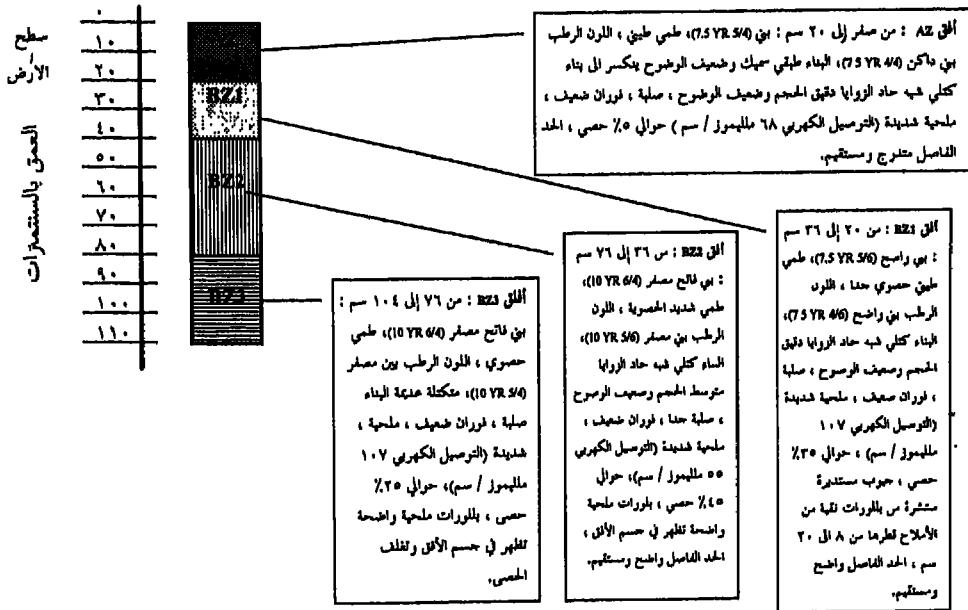 سطح
الأرض
العمق بالسنتمترات
٠
١٠
٢٠
٣٠
٤٠
٥٠
٦٠
٧٠
٨٠
٩٠
١٠٠
١١٠
BZ1
BZ2
BZ3
أفق AZ : من صفر إلى ٢٠ سم : بني (7.5 YR 5/4)، طمي طيني ، اللون الرطب
بني داكن (7.5 YR 4/4)، البناء طبقي سميك وضعيف الوضوح ينكسر الى بناء
كتلي شبه حاد الزوايا دقيق الحجم وضعيف الوضوح ، صلبة ، فوران ضعيف ،
ملحية شديدة (التوصيل الكهربي ٦٨ ملليموز / سم ) حوالي ٥٪ حصي ، الحد
الفاصل متدرج ومستقيم.
أفق BZ1 : من ٢٠ إلى ٣٦ سم
: بني واضح (7.5 YR 5/6)، طمي
طيني حصوي جدا ، اللون
الرطب بني واضح (7.5 YR 4/6)،
البناء كتلي شبه حاد الزوايا دقيق
الحجم وضعيف الوضوح ، صلبة
، فوران ضعيف ، ملحية شديدة
(التوصيل الكهربي ١٠٧
ملليموز / سم) ، حوالي ٣٥٪
حصي ، جيوب مستديرة
منتشرة من بللورات نقية من
الأملاح قطرها من ٨ الى ٢٠
سم ، الحد الفاصل واضح
ومستقيم.
أفق BZ2 : من ٣٦ إلى ٧٦ سم
: بني فاتح مصفر (10 YR 6/4)،
طمي شديد الحصوية ، اللون
الرطب بني مصفر (10 YR 5/6)،
البناء كتلي شبه حاد الزوايا
متوسط الحجم وضعيف الوضوح
، صلبة جدا ، فوران ضعيف ،
ملحية شديدة (التوصيل الكهربي
٥٥ ملليموز / سم)، حوالي
٤٥٪ حصي ، بلورات ملحية
واضحة تظهر في جسم الأفق ،
الحد الفاصل واضح ومستقيم.
أفق BZ3 : من ٧٦ إلى ١٠٤ سم :
بني فاتح مصفر (10 YR 6/4)، طمي
حصوي ، اللون الرطب بين مصفر
(10 YR 5/4)، متكتلة عديمة البناء
صلبة ، فوران ضعيف ، ملحية ،
شديدة (التوصيل الكهربي ١٠٧
ملليموز / سم)، حوالي ٢٥٪
حصى ، بللورات ملحية واضحة
تظهر في جسم الأفق وتغلف
الحصى.